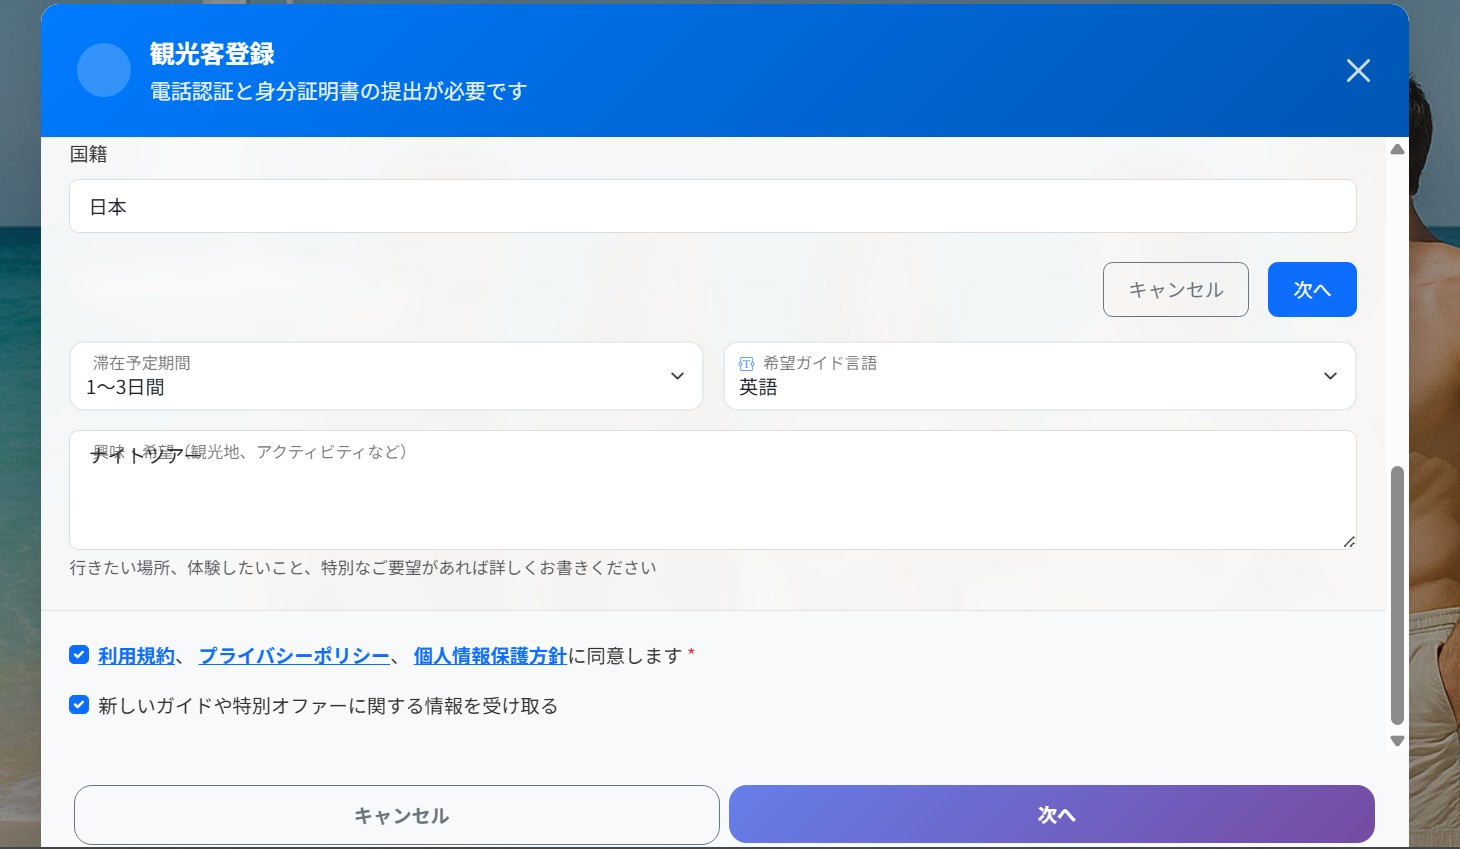 観光客登録
電話認証と身分証明書の提出が必要です
国籍
日本
キャンセル
次へ
滞在予定期間
1〜3日間
希望ガイド言語
英語
興味・希望（観光地、アクティビティなど）
ナイトツアー
行きたい場所、体験したいこと、特別なご要望があれば詳しくお書きください
利用規約、 プライバシーポリシー、 個人情報保護方針に同意します *
新しいガイドや特別オファーに関する情報を受け取る
キャンセル
次へ